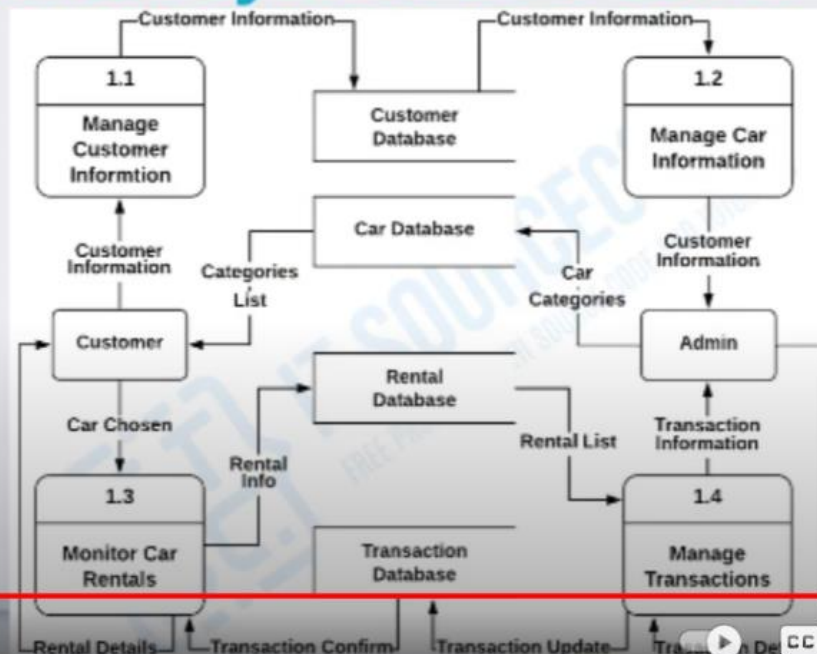 Customer Information
Customer Information
1.1
Manage
Customer
Informtion
Customer
Database
1.2
Manage Car
Information
Customer
Information
Categories
List
Car Database
Car
Categories
Customer
Information
Customer
Admin
Car Chosen
Rental
Info
Rental
Database
Rental List
Transaction
Information
1.3
Monitor Car
Rentals
Transaction
Database
1.4
Manage
Transactions
Rental Details
Transaction Confirm
Transaction Update
CC
IT SOURCECO